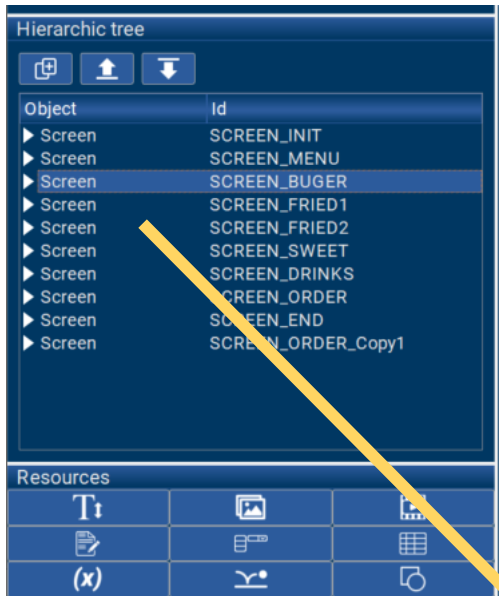 Hierarchic tree
Object Id
Screen SCREEN_INIT
Screen SCREEN_MENU
Screen SCREEN_BUGER
Screen SCREEN_FRIED1
Screen SCREEN_FRIED2
Screen SCREEN_SWEET
Screen SCREEN_DRINKS
Screen SCREEN_ORDER
Screen SCREEN_END
Screen SCREEN_ORDER_Copy1
Resources
T
(x)